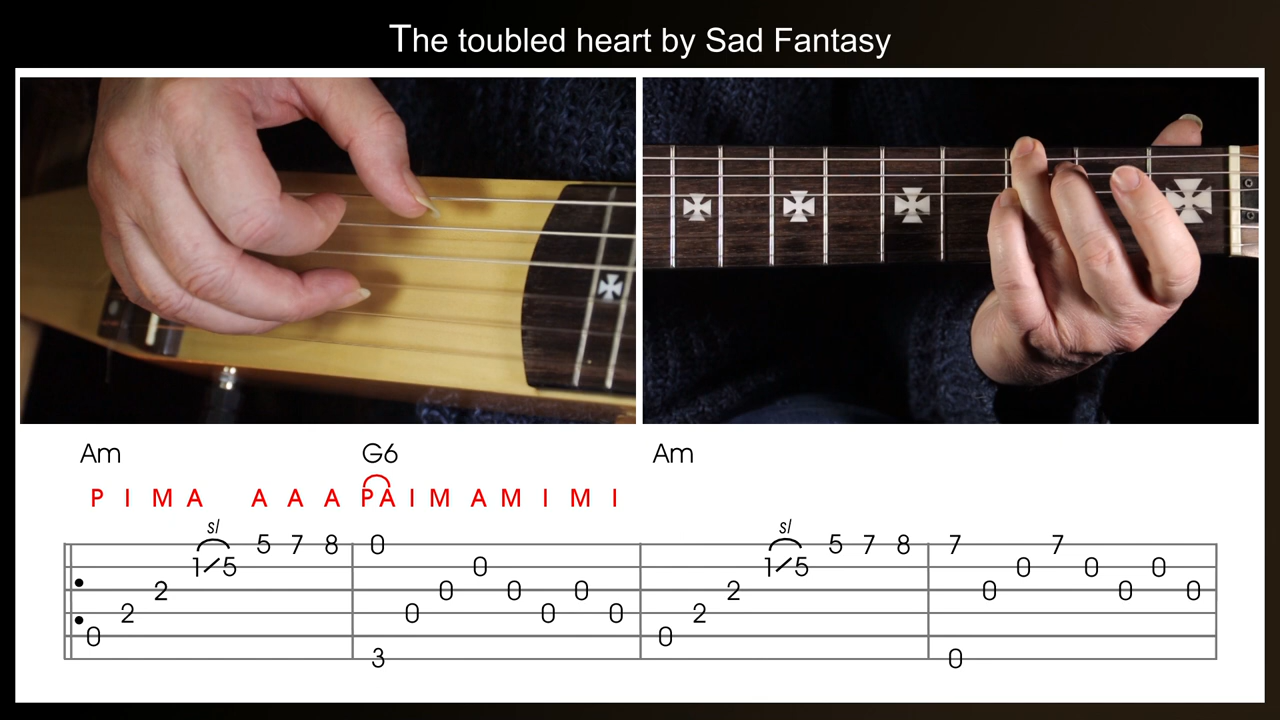 The toubled heart by Sad Fantasy
Am G6 Am
P I M A A A A P A I M A M I M I
sl sl
5 7 8 0 5 7 8 7 7
1 5 0 1 5 0 0 0
2 0 0 0 2 0 0 0
2 0 0 0 2
0 0
3 0